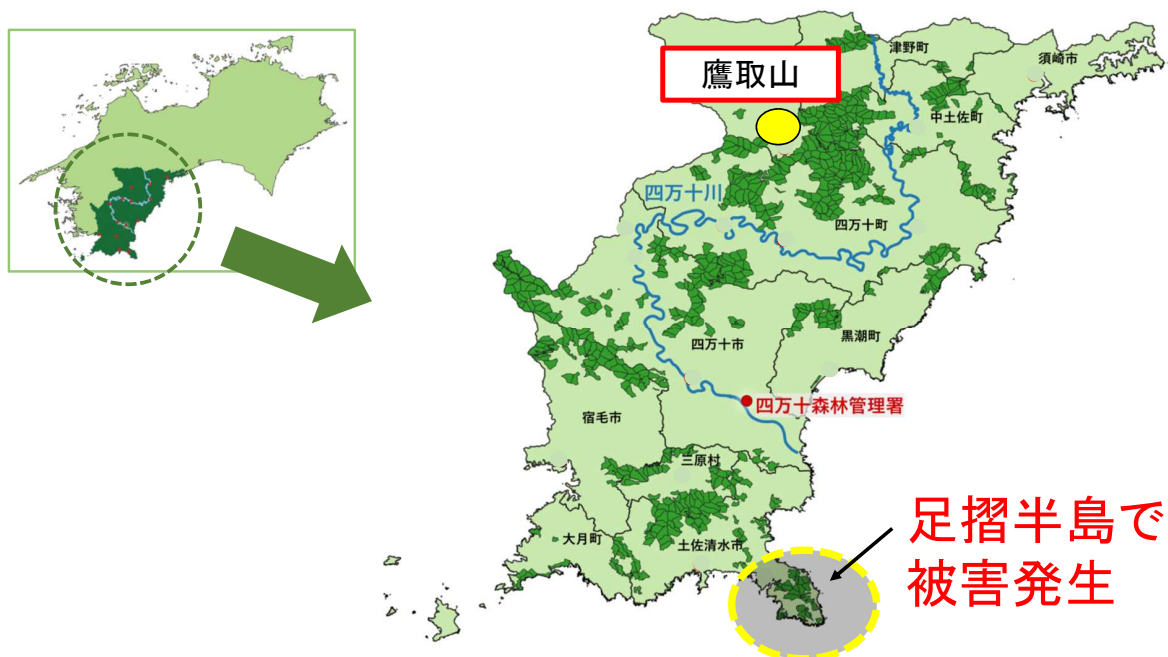 津野町
須崎市
鷹取山
中土佐町
四万十川
四万十町
黒潮町
四万十市
四万十森林管理署
宿毛市
三原村
大月町
土佐清水市
足摺半島で
被害発生